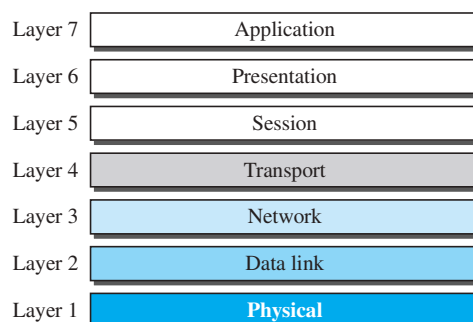 Layer 7 Application
Layer 6 Presentation
Layer 5 Session
Layer 4 Transport
Layer 3 Network
Layer 2 Data link
Layer 1 Physical